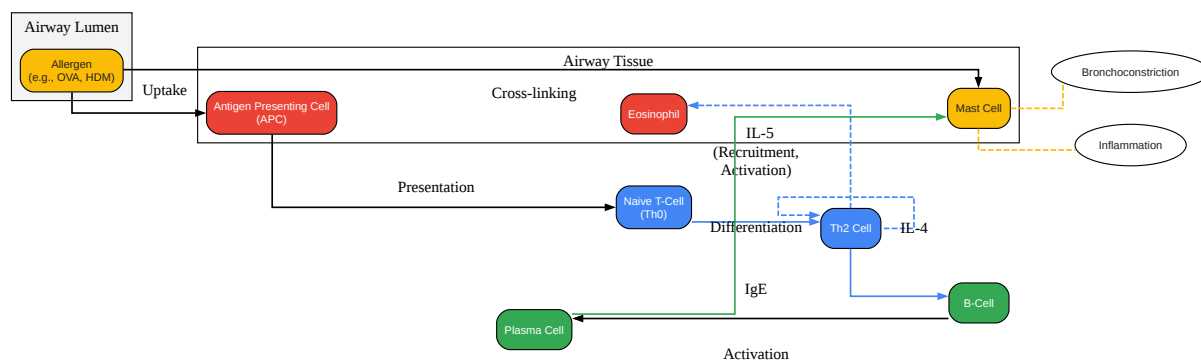 Airway Lumen
Allergen
(e.g., OVA, HDM)
Uptake
Airway Tissue
Cross-linking
Antigen Presenting Cell
(APC)
Eosinophil
Mast Cell
Bronchoconstriction
Inflammation
IL-5
(Recruitment,
Activation)
Presentation
Naive T-Cell
(Th0)
Differentiation
Th2 Cell
IL-4
IgE
B-Cell
Plasma Cell
Activation